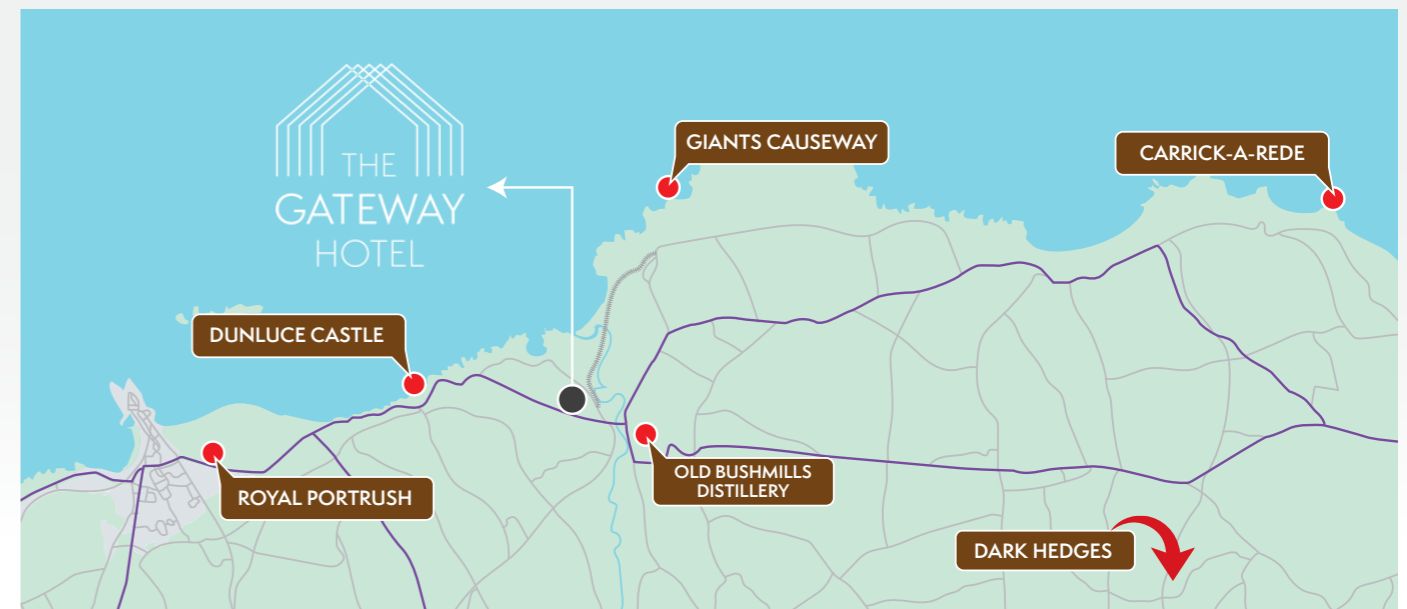 THE
GATEWAY
HOTEL
GIANTS CAUSEWAY
CARRICK-A-REDE
DUNLUCE CASTLE
ROYAL PORTRUSH
OLD BUSHMILLS
DISTILLERY
DARK HEDGES